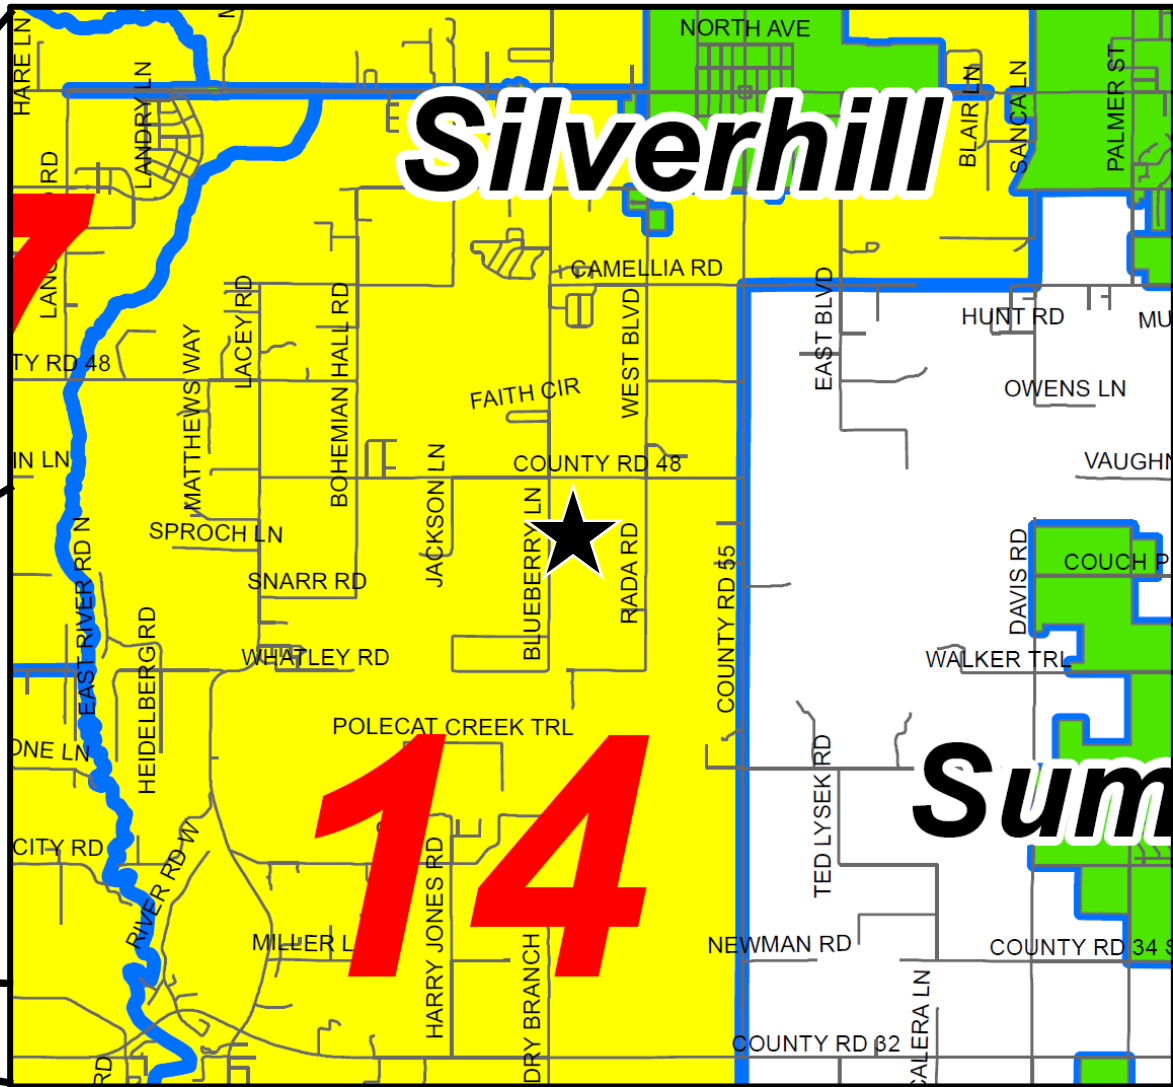 NORTH AVE
HARE LN
LANDRY LN
Silverhill
BLAIR LN
SANCA LN
PALMER ST
RD
7
LANG
CAMELLIA RD
LACEY RD
BOHEMIAN HALL RD
WEST BLVD
EAST BLVD
HUNT RD
MU
TY RD 48
MATTHEWS WAY
FAITH CIR
OWENS LN
IN LN
JACKSON LN
COUNTY RD 48
VAUGHN
SPROCH LN
BLUEBERRY LN
RADA RD
COUNTY RD 55
DAVIS RD
COUCH P
EAST RIVER RD N
SNARR RD
HEIDELBERG RD
WHATLEY RD
WALKER TRL
POLECAT CREEK TRL
ONE LN
TED LYSEK RD
Sum
14
CITY RD
RIVER RD W
HARRY JONES RD
MILLER L
DRY BRANCH
NEWMAN RD
COUNTY RD 34 S
CALERA LN
COUNTY RD 32
RD